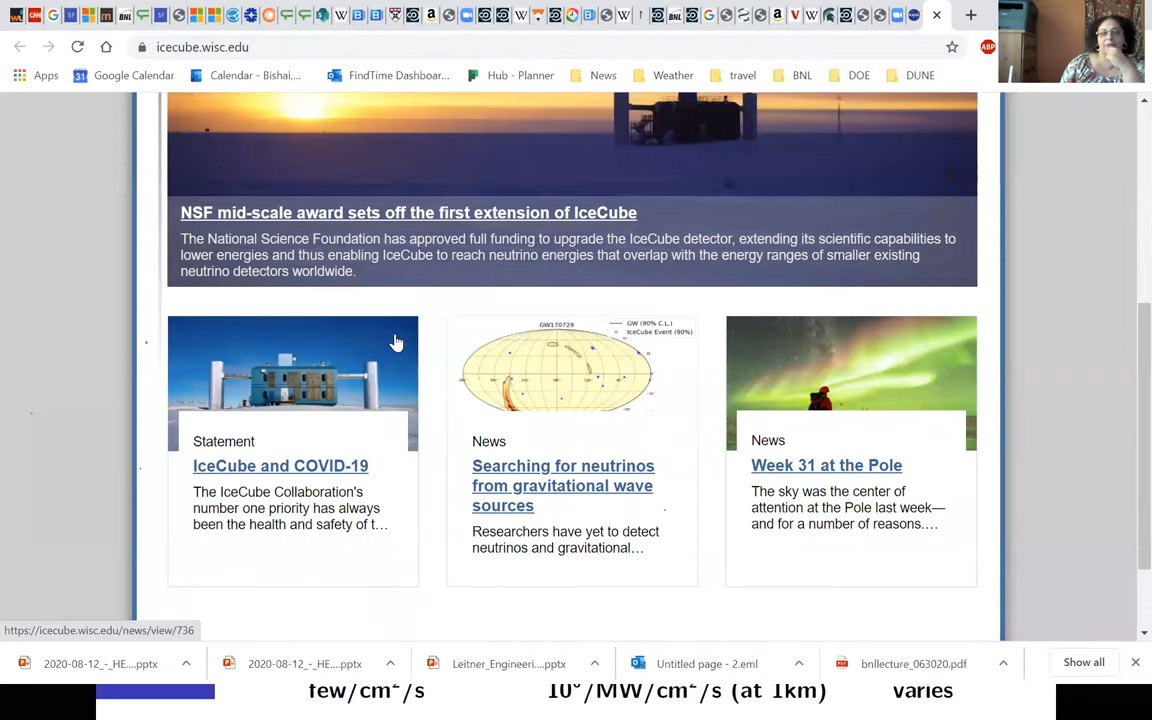 icecube.wisc.edu
ABP
Apps
31
Google Calendar
Calendar - Bishai,...
FindTime Dashboar...
Hub - Planner
News
Weather
travel
BNL
DOE
DUNE
NSF mid-scale award sets off the first extension of IceCube
The National Science Foundation has approved full funding to upgrade the IceCube detector, extending its scientific capabilities to
lower energies and thus enabling IceCube to reach neutrino energies that overlap with the energy ranges of smaller existing
neutrino detectors worldwide.
Statement
IceCube and COVID-19
The IceCube Collaboration's
number one priority has always
been the health and safety of t...
GW170729
GW (90% C.L.)
IceCube Event (90%)
News
Searching for neutrinos
from gravitational wave
sources
Researchers have yet to detect
neutrinos and gravitational...
News
Week 31 at the Pole
The sky was the center of
attention at the Pole last week—
and for a number of reasons....
https://icecube.wisc.edu/news/view/736
2020-08-12_-_HE....pptx
2020-08-12_-_HE....pptx
Leitner_Engineeri....pptx
Untitled page - 2.eml
bnllecture_063020.pdf
Show all
few/cm²/s
/MW/cm²/s (at 1km)
varies